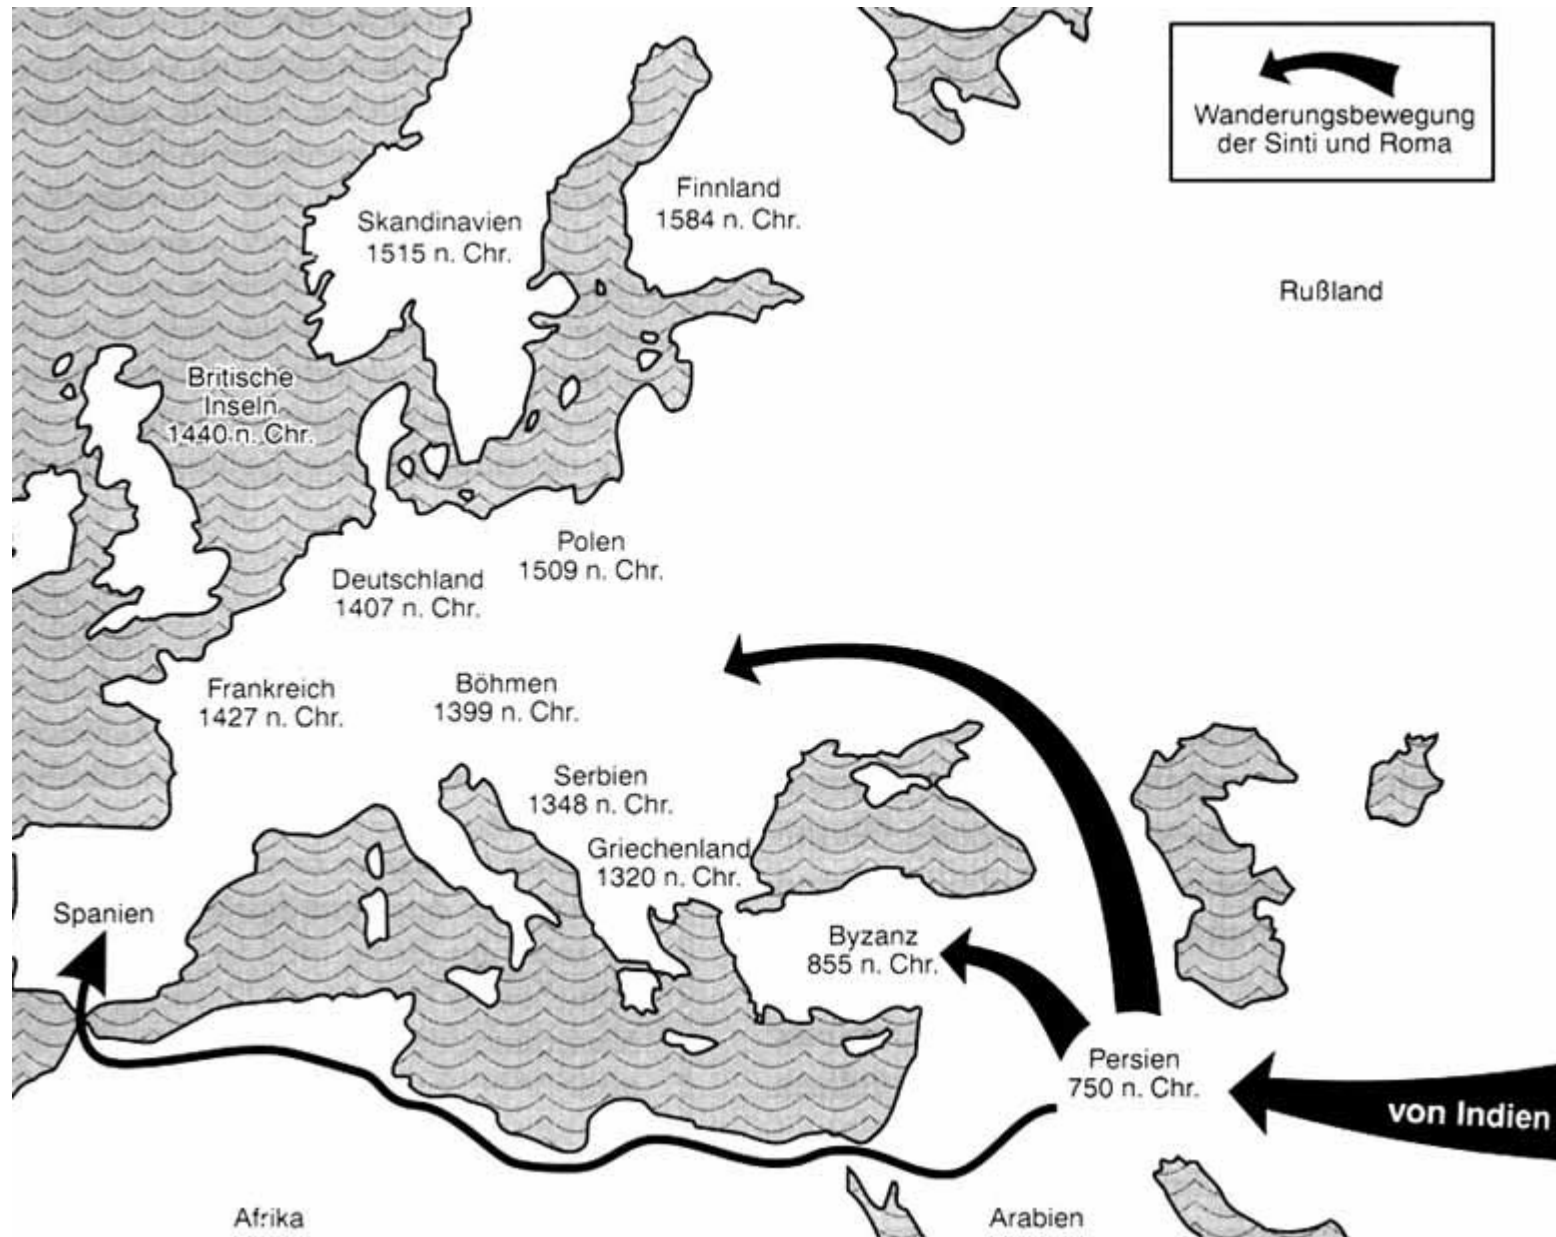 Wanderungsbewegung
der Sinti und Roma
Finnland
1584 n. Chr.
Skandinavien
1515 n. Chr.
Rußland
Britische
Inseln
1440 n. Chr.
Polen
1509 n. Chr.
Deutschland
1407 n. Chr.
Frankreich
1427 n. Chr.
Böhmen
1399 n. Chr.
Serbien
1348 n. Chr.
Griechenland
1320 n. Chr.
Spanien
Byzanz
855 n. Chr.
Persien
750 n. Chr.
von Indien
Afrika
Arabien